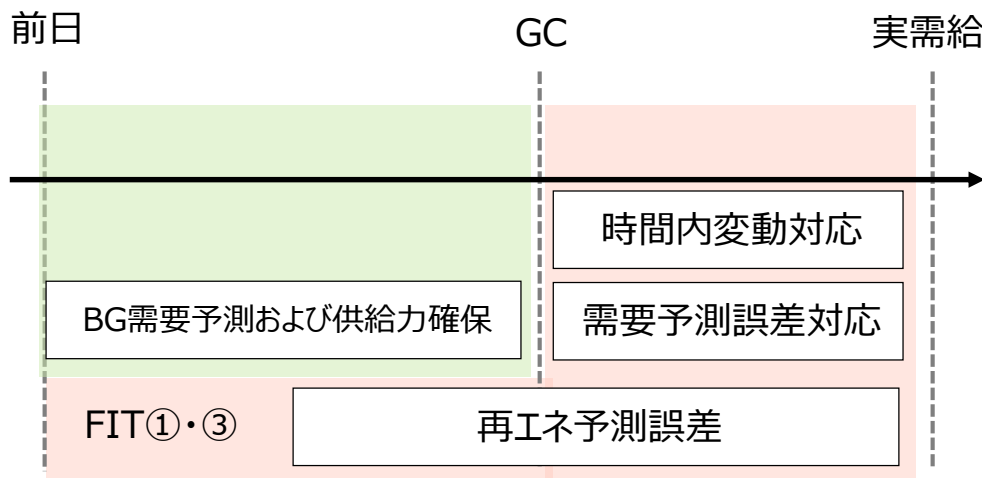 前日
GC
実需給
時間内変動対応
BG需要予測および供給力確保
需要予測誤差対応
FIT①・③
再エネ予測誤差